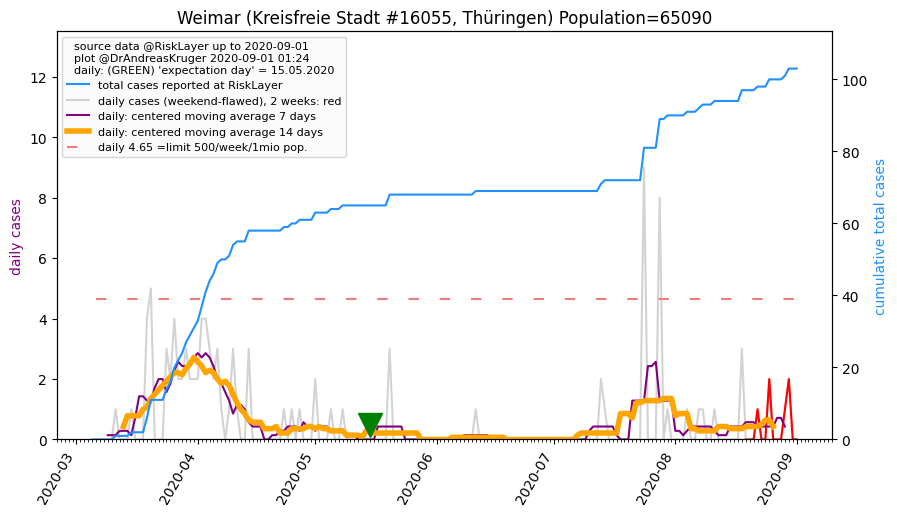 Weimar (Kreisfreie Stadt #16055, Thüringen) Population=65090
source data @RiskLayer up to 2020-09-01
plot @DrAndreasKruger 2020-09-01 01:24
daily: (GREEN) 'expectation day' = 15.05.2020
total cases reported at RiskLayer
daily cases (weekend-flawed), 2 weeks: red
daily: centered moving average 7 days
daily: centered moving average 14 days
daily 4.65 =limit 500/week/1mio pop.
daily cases
12
10
8
6
4
2
0
100
80
60
40
20
0
cumulative total cases
2020-03
2020-04
2020-05
2020-06
2020-07
2020-08
2020-09